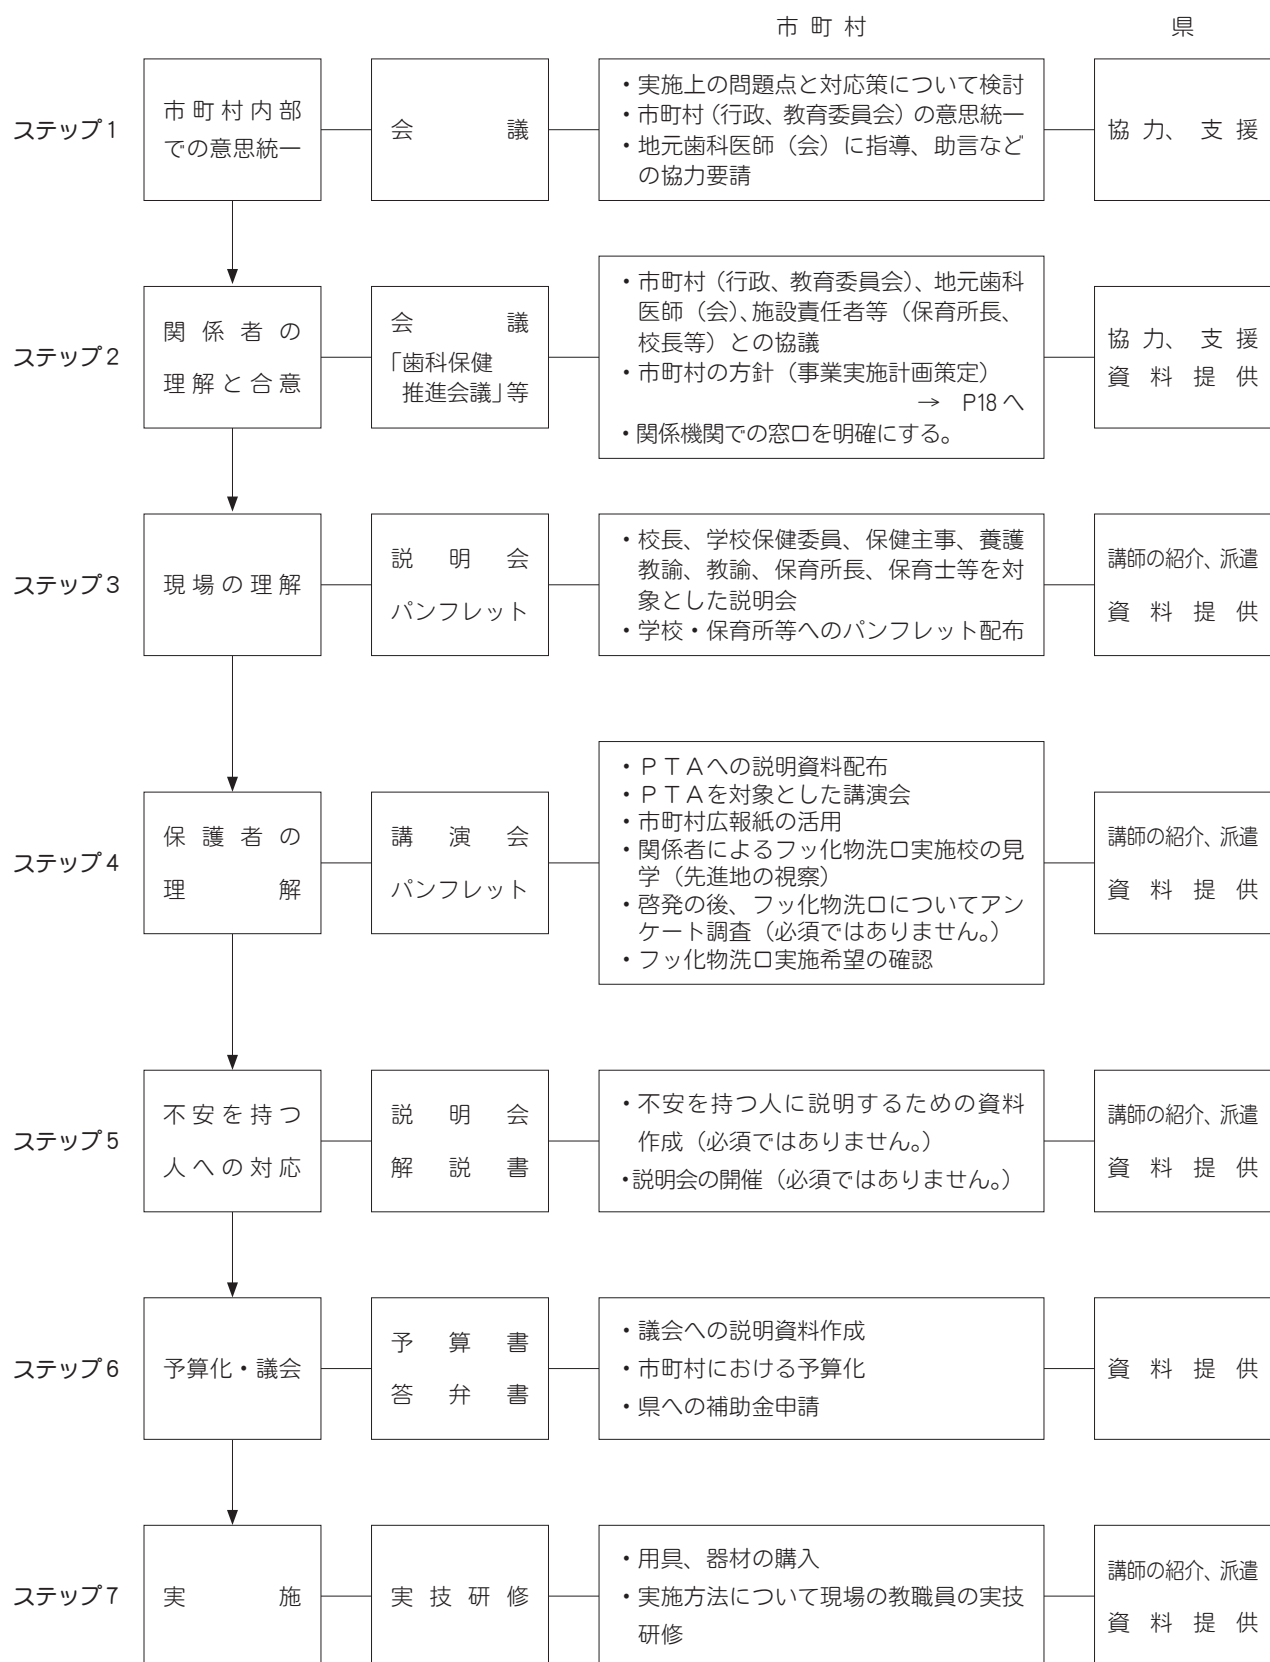 市町村
県
ステップ1
市町村内部
での意思統一
会議
・実施上の問題点と対応策について検討
・市町村（行政、教育委員会）の意思統一
・地元歯科医師（会）に指導、助言など
の協力要請
協力、支援
ステップ2
関係者の
理解と合意
会議
「歯科保健
推進会議」等
・市町村（行政、教育委員会）、地元歯科
医師（会）、施設責任者等（保育所長、
校長等）との協議
・市町村の方針（事業実施計画策定）
→ P18へ
・関係機関での窓口を明確にする。
協力、支援
資料提供
ステップ3
現場の理解
説明会
パンフレット
・校長、学校保健委員、保健主事、養護
教諭、教諭、保育所長、保育士等を対
象とした説明会
・学校・保育所等へのパンフレット配布
講師の紹介、派遣
資料提供
ステップ4
保護者の
理解
講演会
パンフレット
・ＰＴＡへの説明資料配布
・ＰＴＡを対象とした講演会
・市町村広報紙の活用
・関係者によるフッ化物洗口実施校の見
学（先進地の視察）
・啓発の後、フッ化物洗口についてアン
ケート調査（必須ではありません。）
・フッ化物洗口実施希望の確認
講師の紹介、派遣
資料提供
ステップ5
不安を持つ
人への対応
説明会
解説書
・不安を持つ人に説明するための資料
作成（必須ではありません。）
・説明会の開催（必須ではありません。）
講師の紹介、派遣
資料提供
ステップ6
予算化・議会
予算書
答弁書
・議会への説明資料作成
・市町村における予算化
・県への補助金申請
資料提供
ステップ7
実施
実技研修
・用具、器材の購入
・実施方法について現場の教職員の実技
研修
講師の紹介、派遣
資料提供